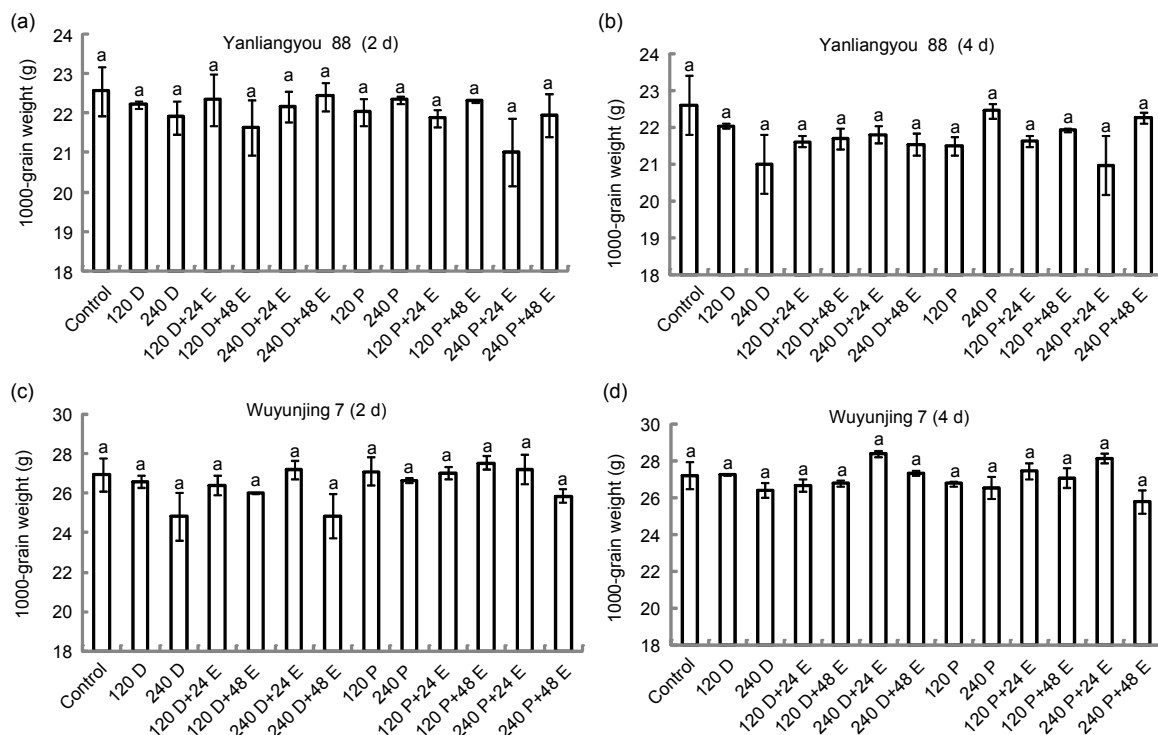 (a)
Yanliangyou 88 (2 d)
1000-grain weight (g)
23
22
21
20
19
18
a a a a a a a a a a a a a
Control 120 D 240 D 120 D+24 E 120 D+48 E 240 D+24 E 240 D+48 E 120 P 240 P 120 P+24 E 120 P+48 E 240 P+24 E 240 P+48 E
(b)
Yanliangyou 88 (4 d)
1000-grain weight (g)
24
23
22
21
20
19
18
a a a a a a a a a a a a a
Control 120 D 240 D 120 D+24 E 120 D+48 E 240 D+24 E 240 D+48 E 120 P 240 P 120 P+24 E 120 P+48 E 240 P+24 E 240 P+48 E
(c)
Wuyunjing 7 (2 d)
1000-grain weight (g)
30
28
26
24
22
20
18
a a a a a a a a a a a a a
Control 120 D 240 D 120 D+24 E 120 D+48 E 240 D+24 E 240 D+48 E 120 P 240 P 120 P+24 E 120 P+48 E 240 P+24 E 240 P+48 E
(d)
Wuyunjing 7 (4 d)
1000-grain weight (g)
30
28
26
24
22
20
18
a a a a a a a a a a a a a
Control 120 D 240 D 120 D+24 E 120 D+48 E 240 D+24 E 240 D+48 E 120 P 240 P 120 P+24 E 120 P+48 E 240 P+24 E 240 P+48 E